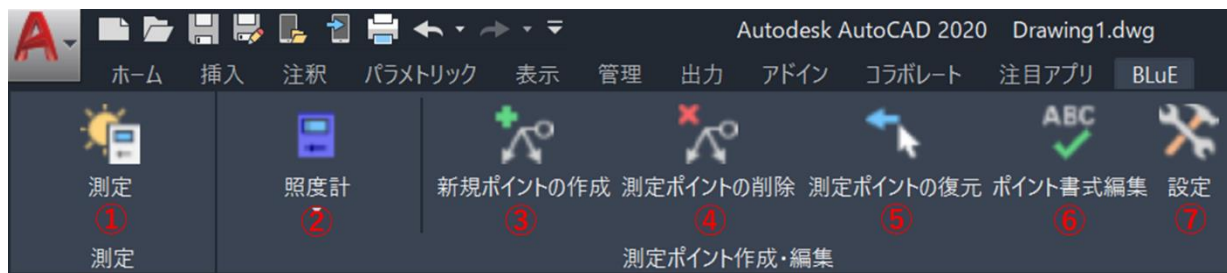 Autodesk AutoCAD 2020 Drawing1.dwg
ホーム 挿入 注釈 パラメトリック 表示 管理 出力 アドイン コラボレート 注目アプリ BLuE
ABC
測定 照度計 新規ポイントの作成 測定ポイントの削除 測定ポイントの復元 ポイント書式編集 設定
① ② ③ ④ ⑤ ⑥ ⑦
測定 測定ポイント作成・編集